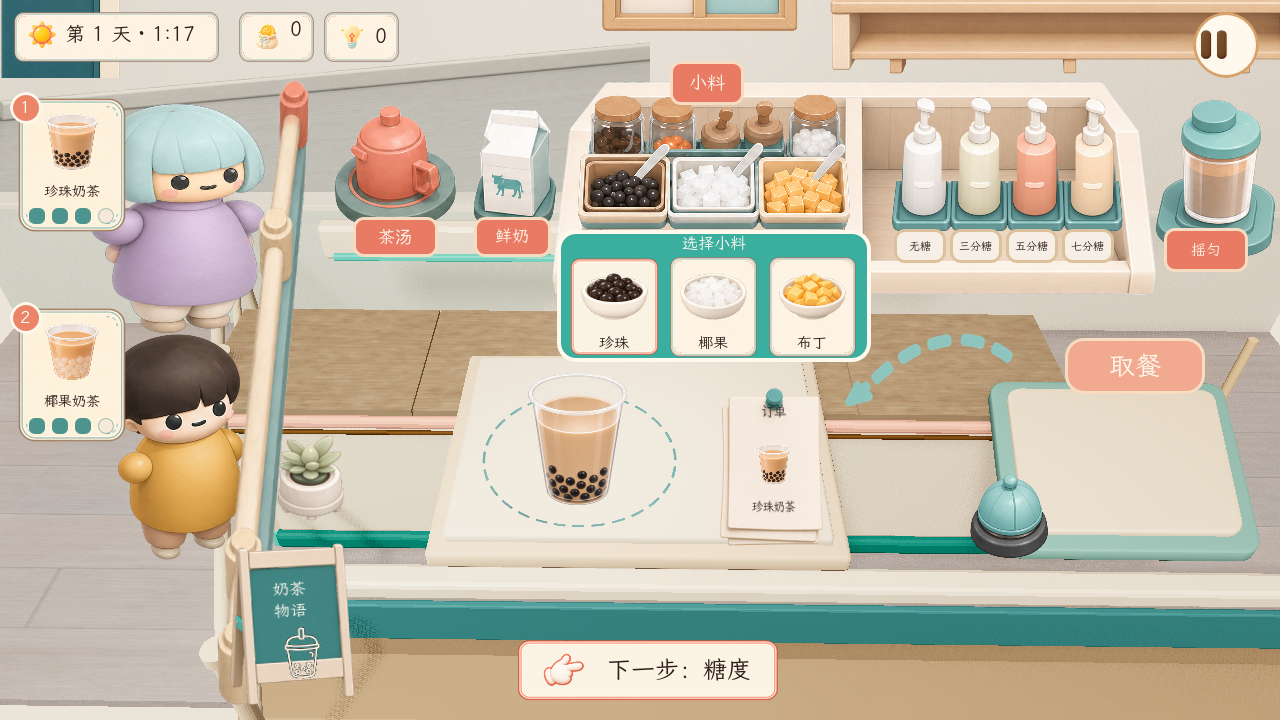 第 1 天·1:17
0
0
1
珍珠奶茶
2
椰果奶茶
小料
茶汤
鲜奶
选择小料
珍珠
椰果
布丁
无糖
三分糖
五分糖
七分糖
摇匀
取餐
订单
珍珠奶茶
奶茶
物语
下一步：糖度